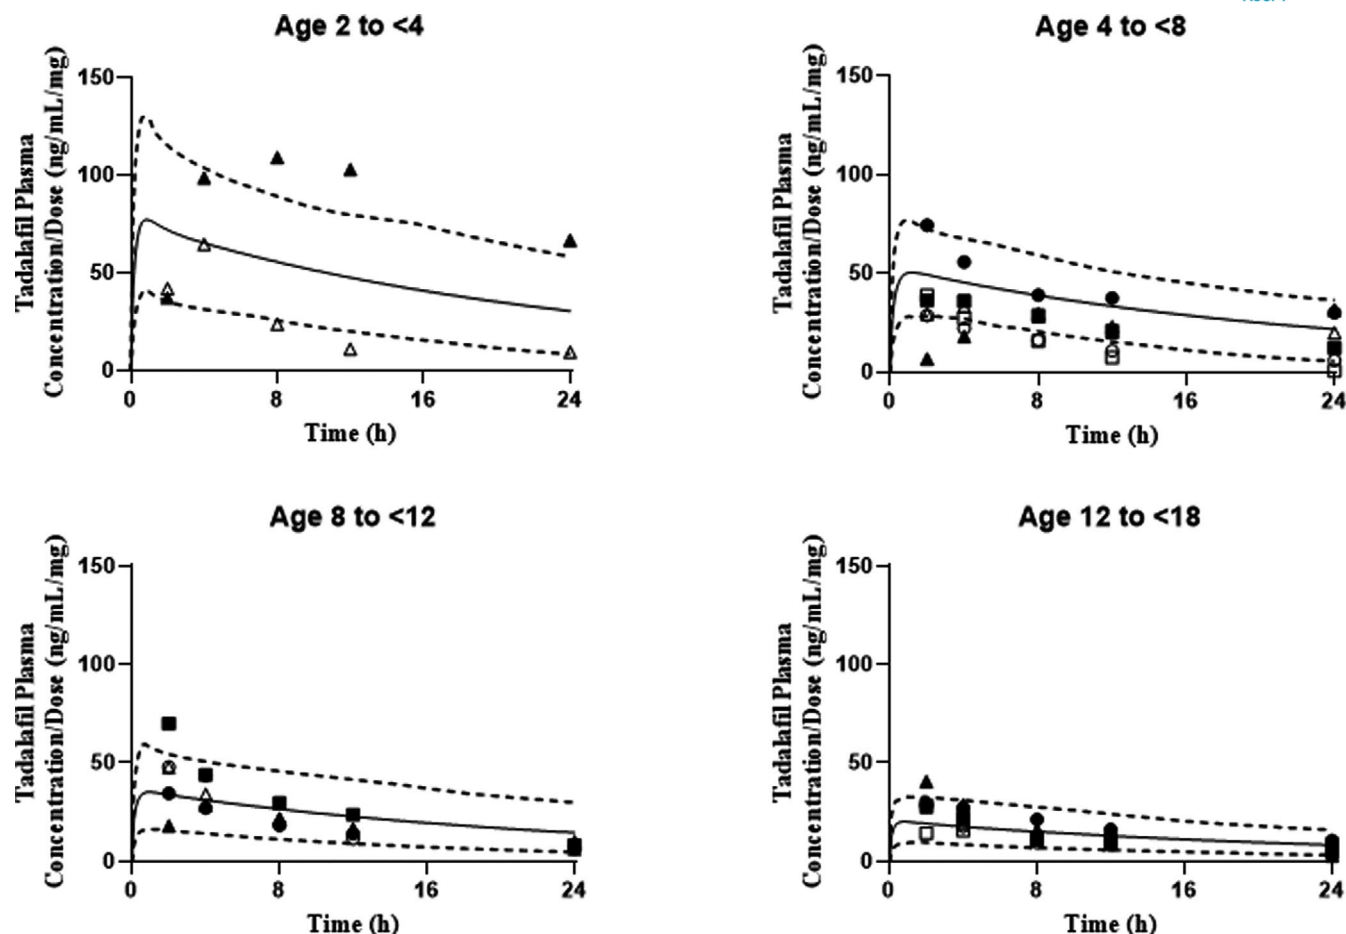 Age 2 to <4
Tadalafil Plasma
Concentration/Dose (ng/mL/mg)
150
100
50
0
0 8 16 24
Time (h)
Age 4 to <8
Tadalafil Plasma
Concentration/Dose (ng/mL/mg)
150
100
50
0
0 8 16 24
Time (h)
Age 8 to <12
Tadalafil Plasma
Concentration/Dose (ng/mL/mg)
150
100
50
0
0 8 16 24
Time (h)
Age 12 to <18
Tadalafil Plasma
Concentration/Dose (ng/mL/mg)
150
100
50
0
0 8 16 24
Time (h)